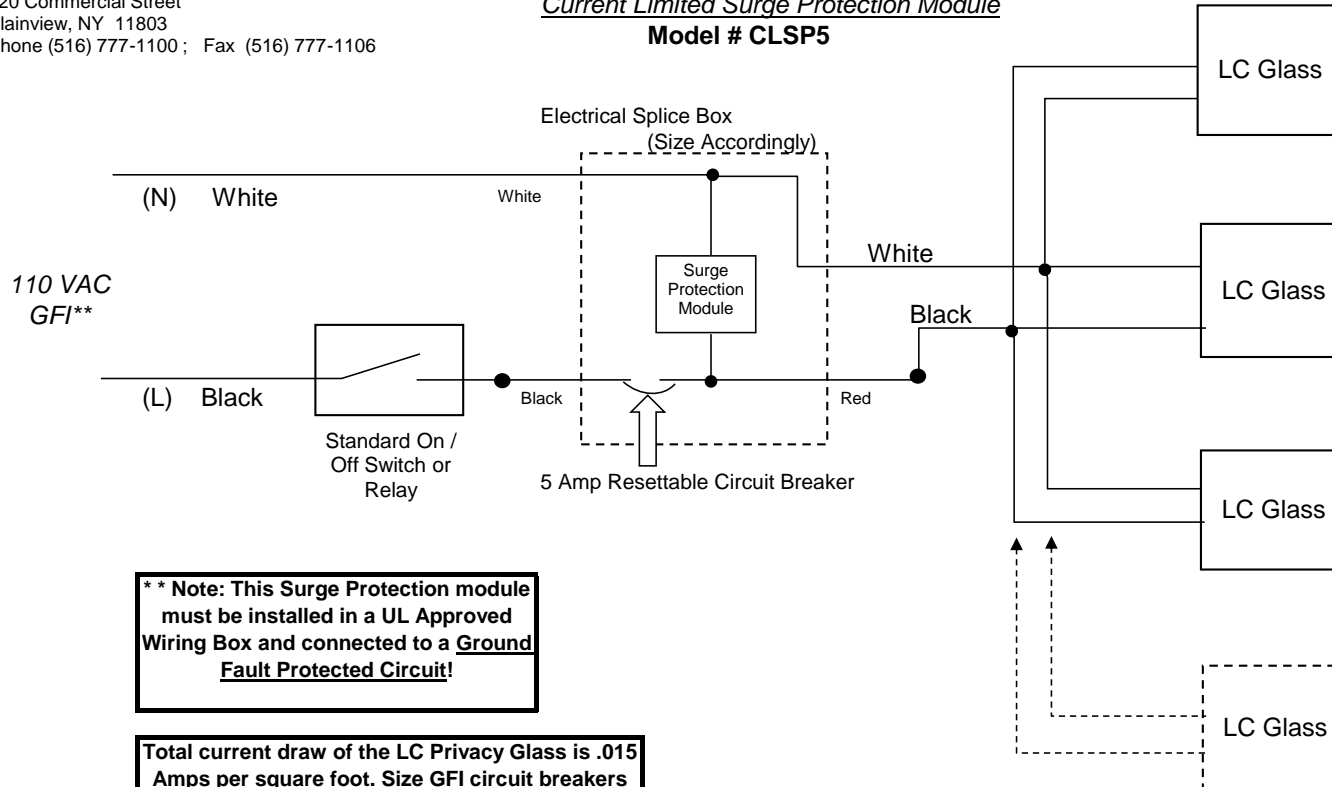 20 Commercial Street
lainview, NY 11803
hone (516) 777-1100 ; Fax (516) 777-1106
Current Limited Surge Protection Module
Model # CLSP5
LC Glass
Electrical Splice Box
(Size Accordingly)
(N) White
White
White
110 VAC
GFI**
Surge
Protection
Module
LC Glass
Black
(L) Black
Black
Red
Standard On /
Off Switch or
Relay
5 Amp Resettable Circuit Breaker
LC Glass
* * Note: This Surge Protection module
must be installed in a UL Approved
Wiring Box and connected to a Ground
Fault Protected Circuit!
LC Glass
Total current draw of the LC Privacy Glass is .015
Amps per square foot. Size GFI circuit breakers